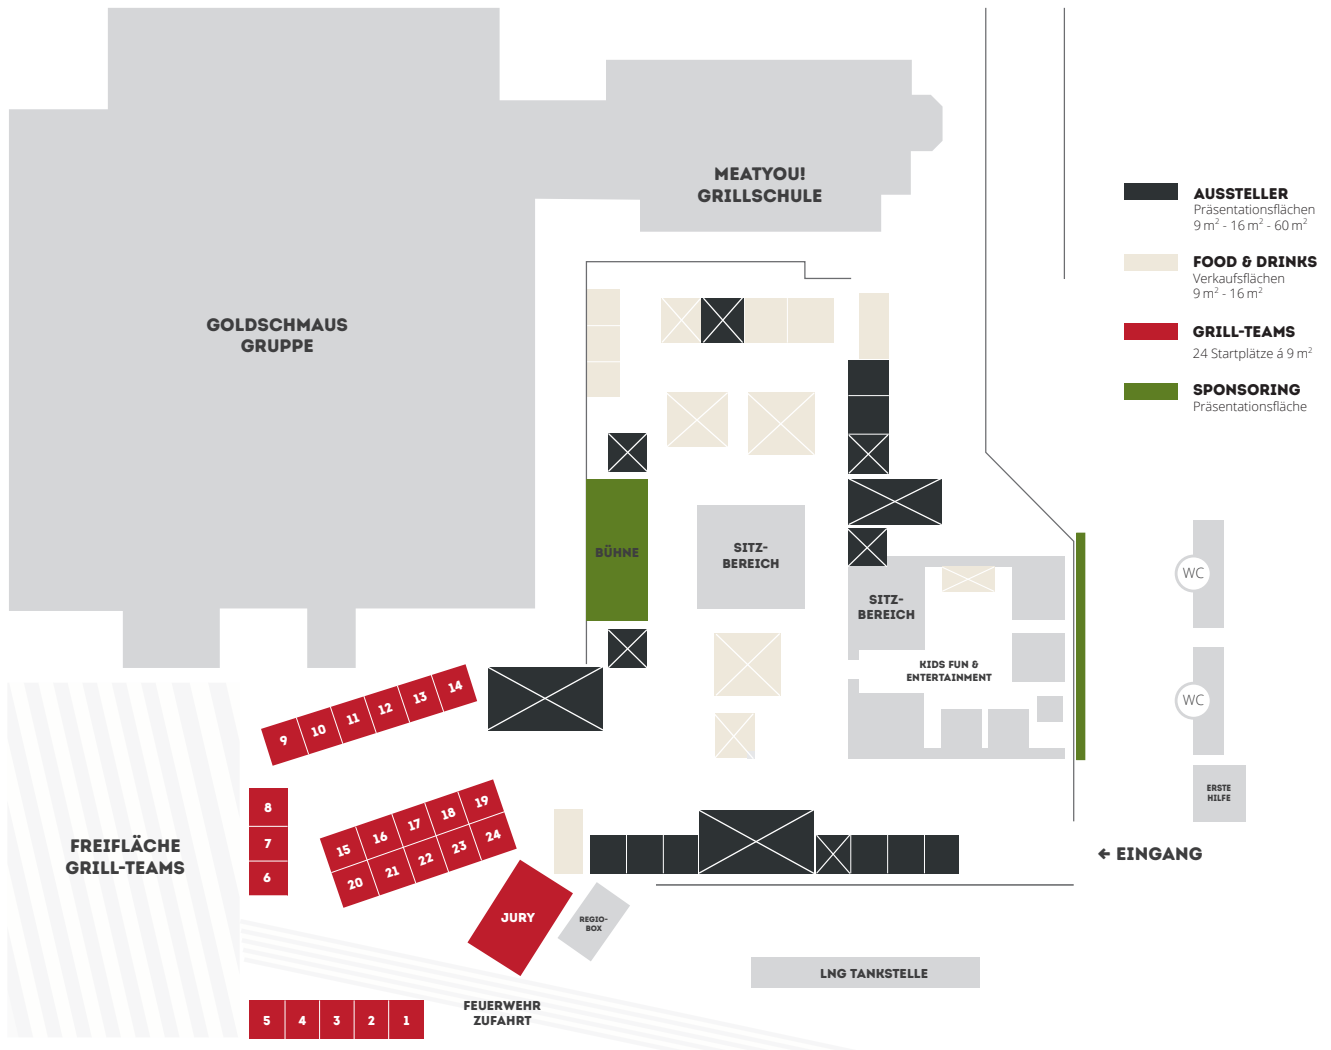 MEATYOU!
GRILLSCHULE
GOLDSCHMAUS
GRUPPE
AUSSTELLER
Präsentationsflächen
9 m² - 16 m² - 60 m²
FOOD & DRINKS
Verkaufsflächen
9 m² - 16 m²
GRILL-TEAMS
24 Startplätze á 9 m²
SPONSORING
Präsentationsfläche
BÜHNE
SITZ-
BEREICH
SITZ-
BEREICH
KIDS FUN &
ENTERTAINMENT
WC
WC
ERSTE
HILFE
← EINGANG
9 10 11 12 13 14
8
7
6
15 16 17 18 19
20 21 22 23 24
FREIFLÄCHE
GRILL-TEAMS
JURY
REGIO-
BOX
LNG TANKSTELLE
FEUERWEHR
ZUFAHRT
5 4 3 2 1